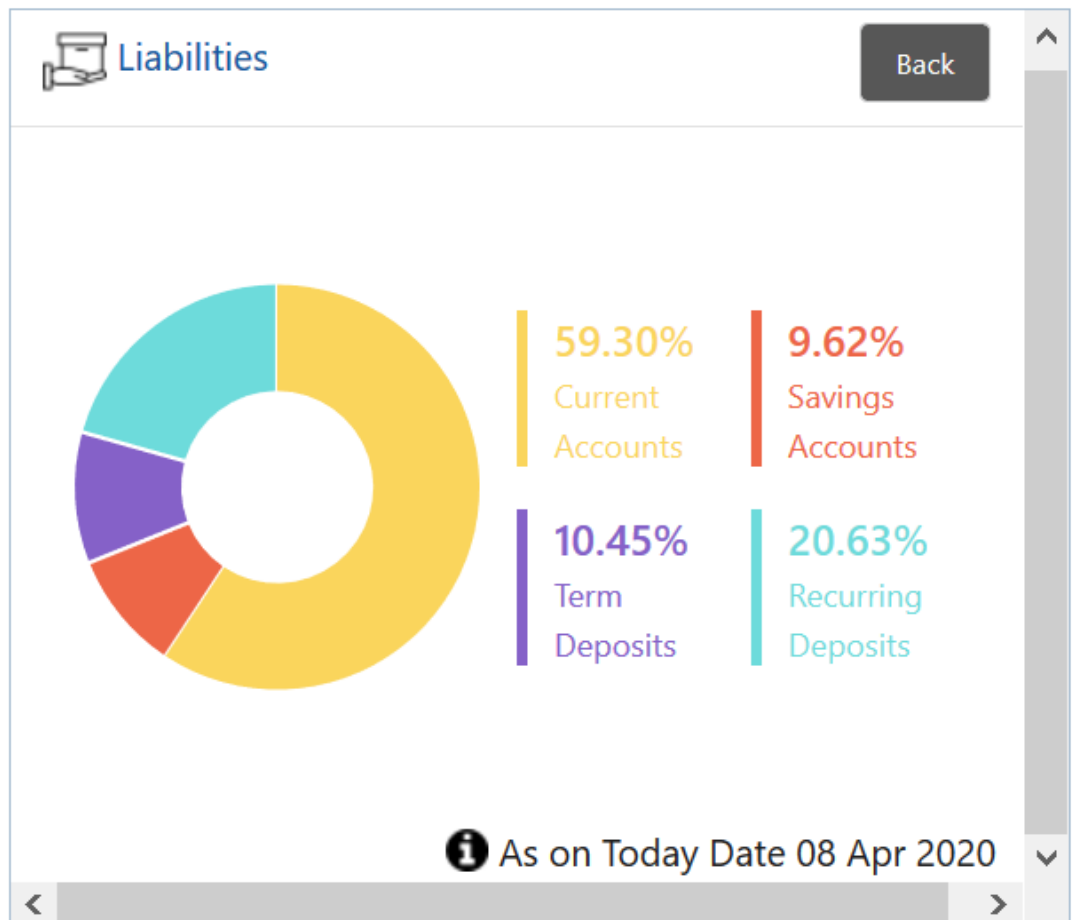 Liabilities
Back
59.30%
Current
Accounts
9.62%
Savings
Accounts
10.45%
Term
Deposits
20.63%
Recurring
Deposits
As on Today Date 08 Apr 2020